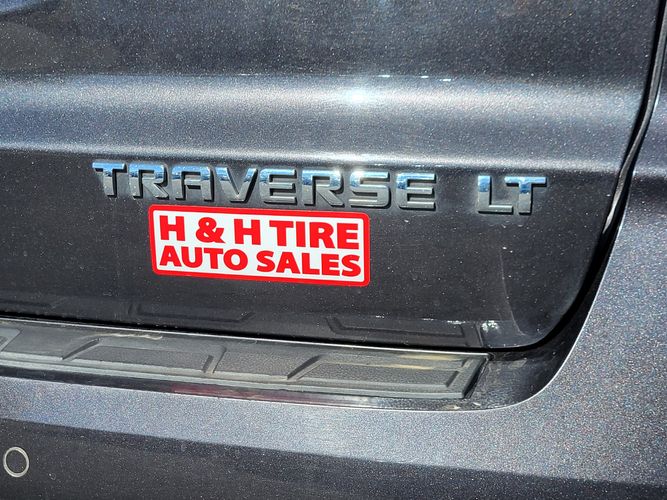 TRAVERSE LT
H & H TIRE
AUTO SALES